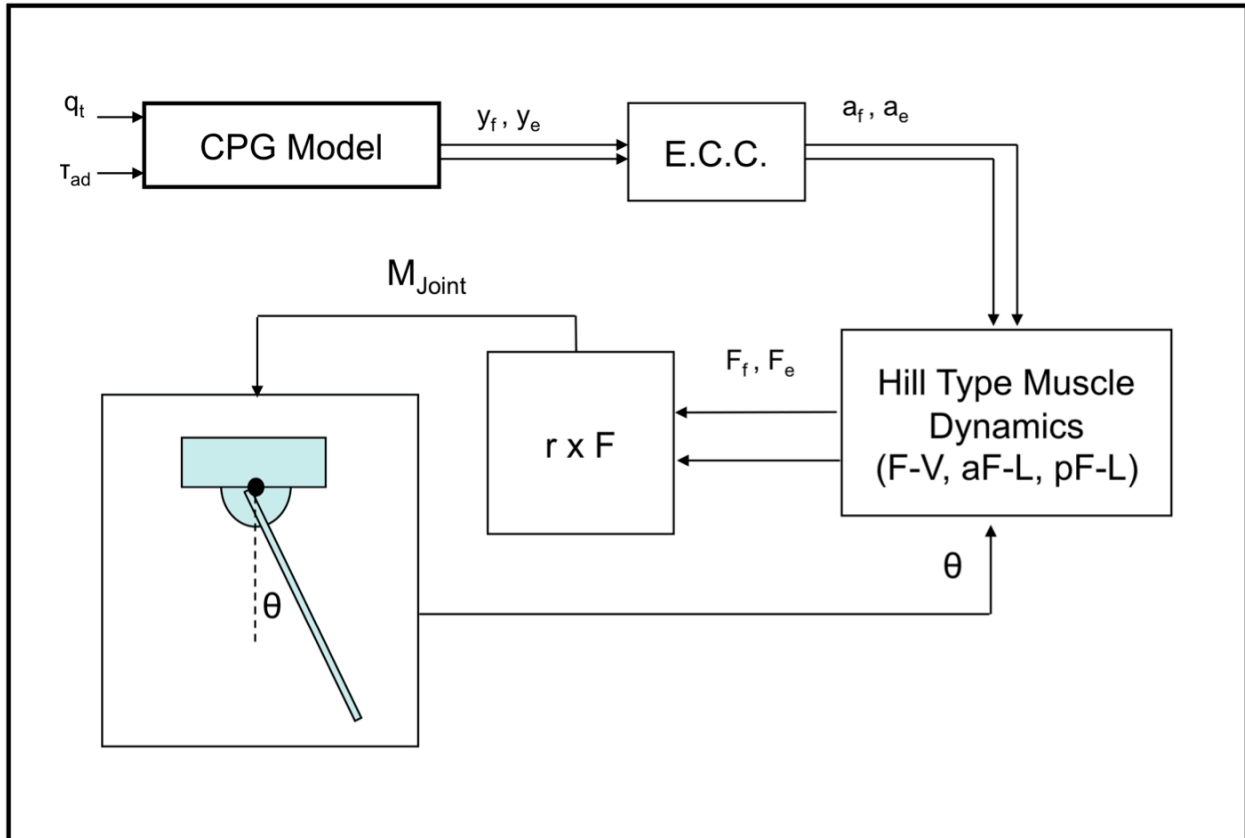 q_t
τ_ad
CPG Model
y_f , y_e
E.C.C.
a_f , a_e
M_Joint
r x F
F_f , F_e
Hill Type Muscle
Dynamics
(F-V, aF-L, pF-L)
θ
θ